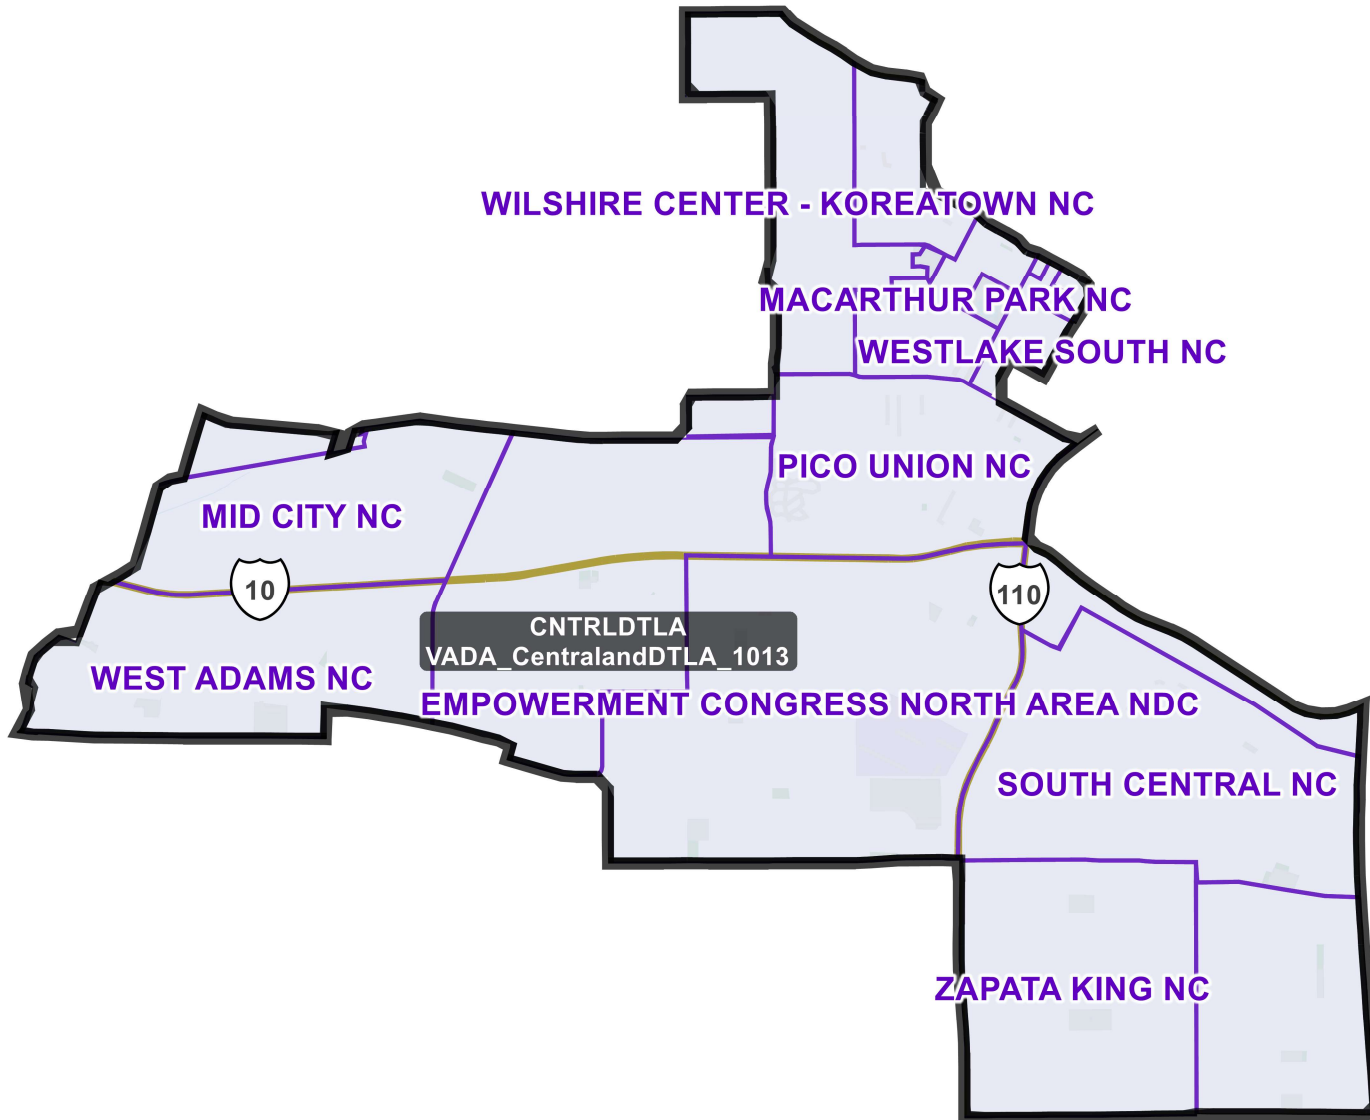 WILSHIRE CENTER - KOREATOWN NC
MACARTHUR PARK NC
WESTLAKE SOUTH NC
PICO UNION NC
MID CITY NC
10
110
CNTRLDTLA
VADA_CentralandDTLA_1013
WEST ADAMS NC
EMPOWERMENT CONGRESS NORTH AREA NDC
SOUTH CENTRAL NC
ZAPATA KING NC